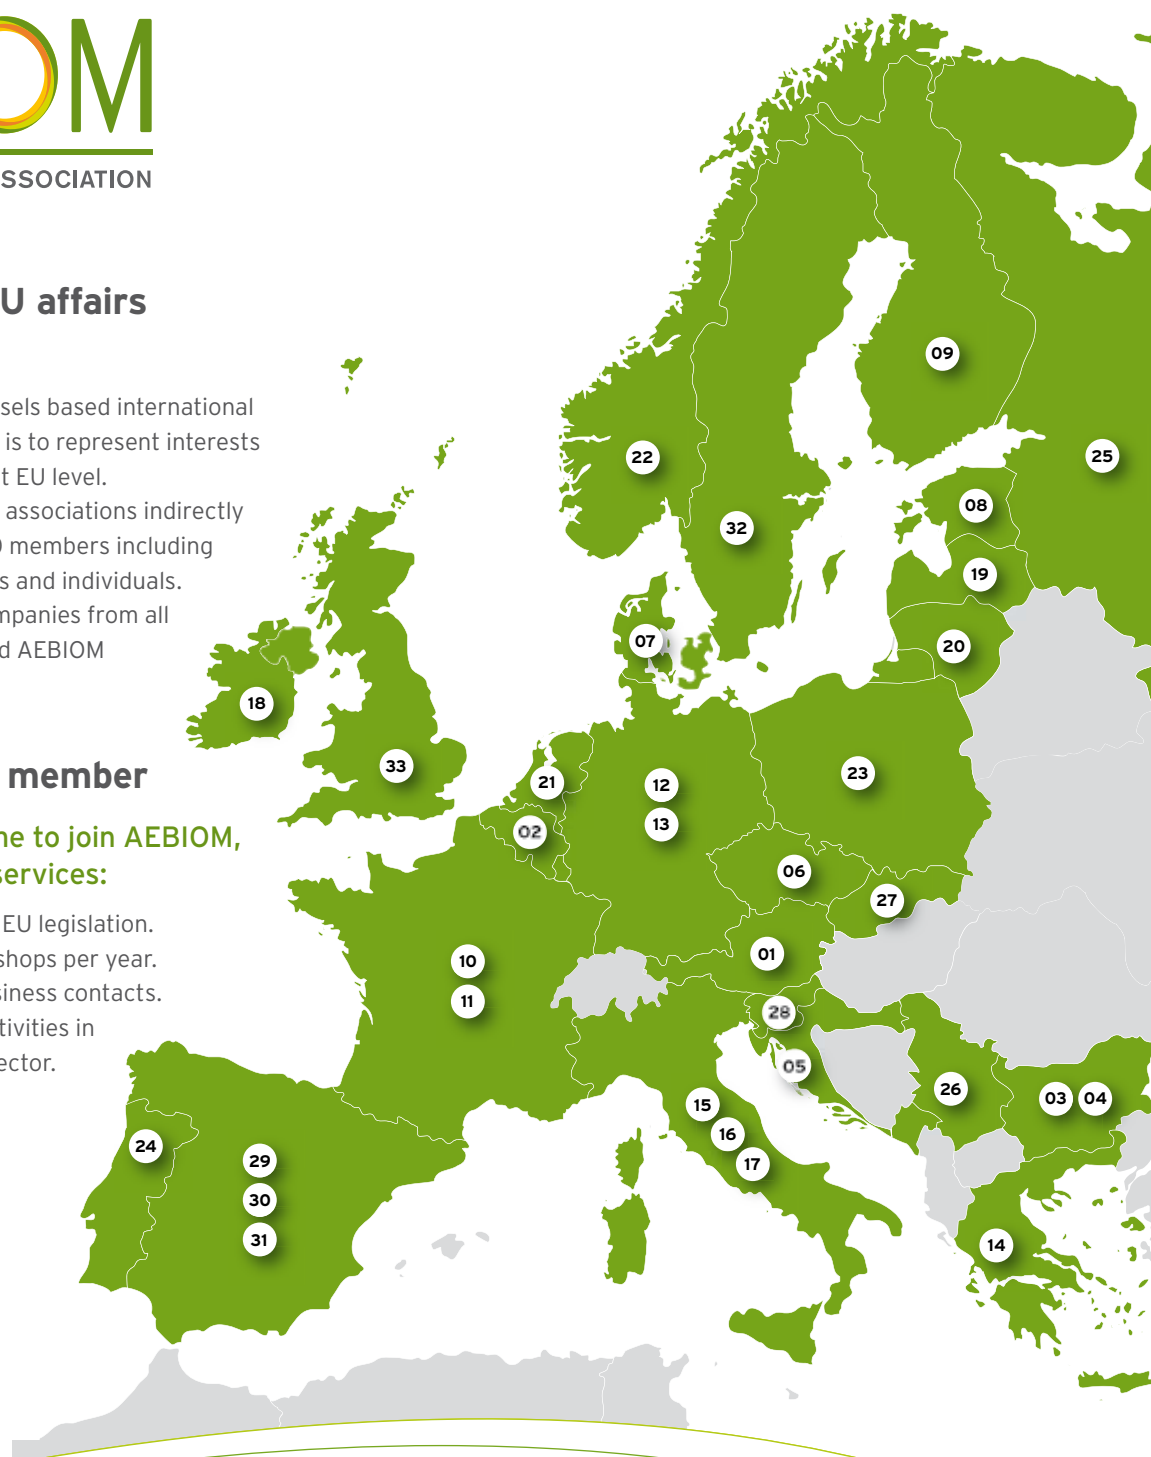 OM
SSOCIATION
U affairs
sels based international
is to represent interests
t EU level.
associations indirectly
0 members including
s and individuals.
mpanies from all
d AEBIOM
member
ne to join AEBIOM,
services:
EU legislation.
shops per year.
siness contacts.
tivities in
ector.
09
22
25
08
32
19
07
20
18
33
21
12
23
13
02
06
27
01
10
11
28
05
26
03 04
15
16
24
29
17
30
31
14